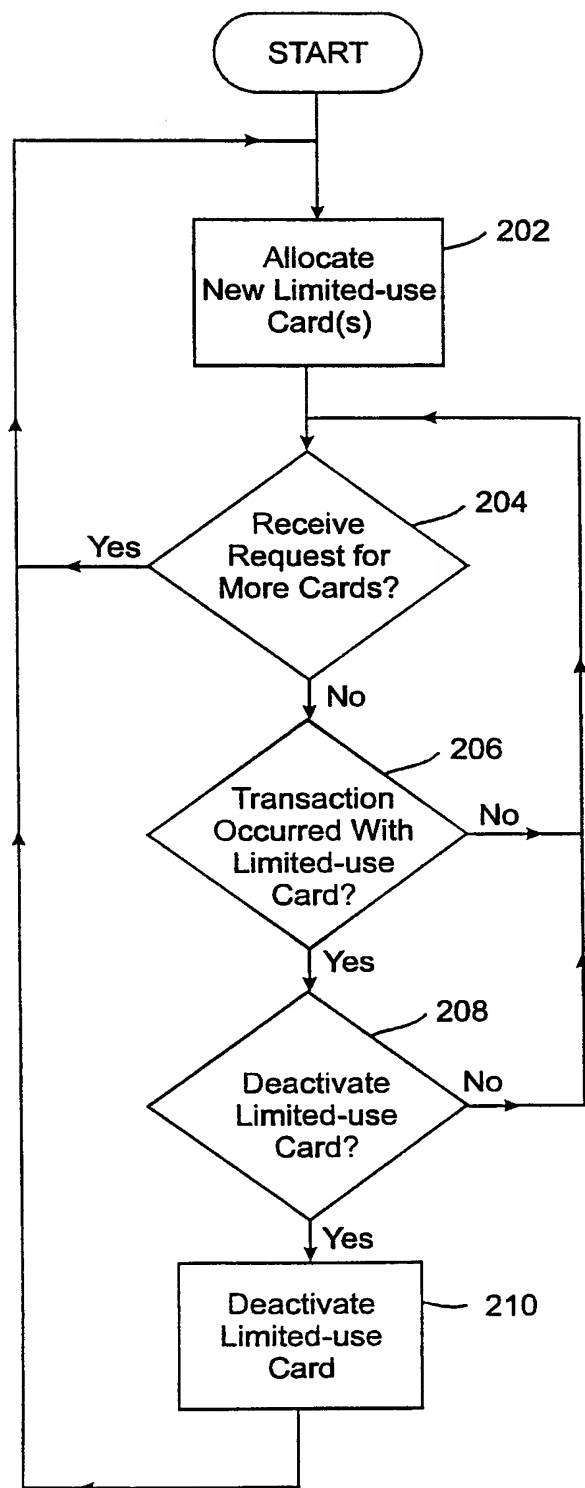 START
202
Allocate
New Limited-use
Card(s)
204
Receive
Request for
More Cards?
Yes
No
206
Transaction
Occurred With
Limited-use
Card?
No
Yes
208
Deactivate
Limited-use
Card?
No
Yes
210
Deactivate
Limited-use
Card